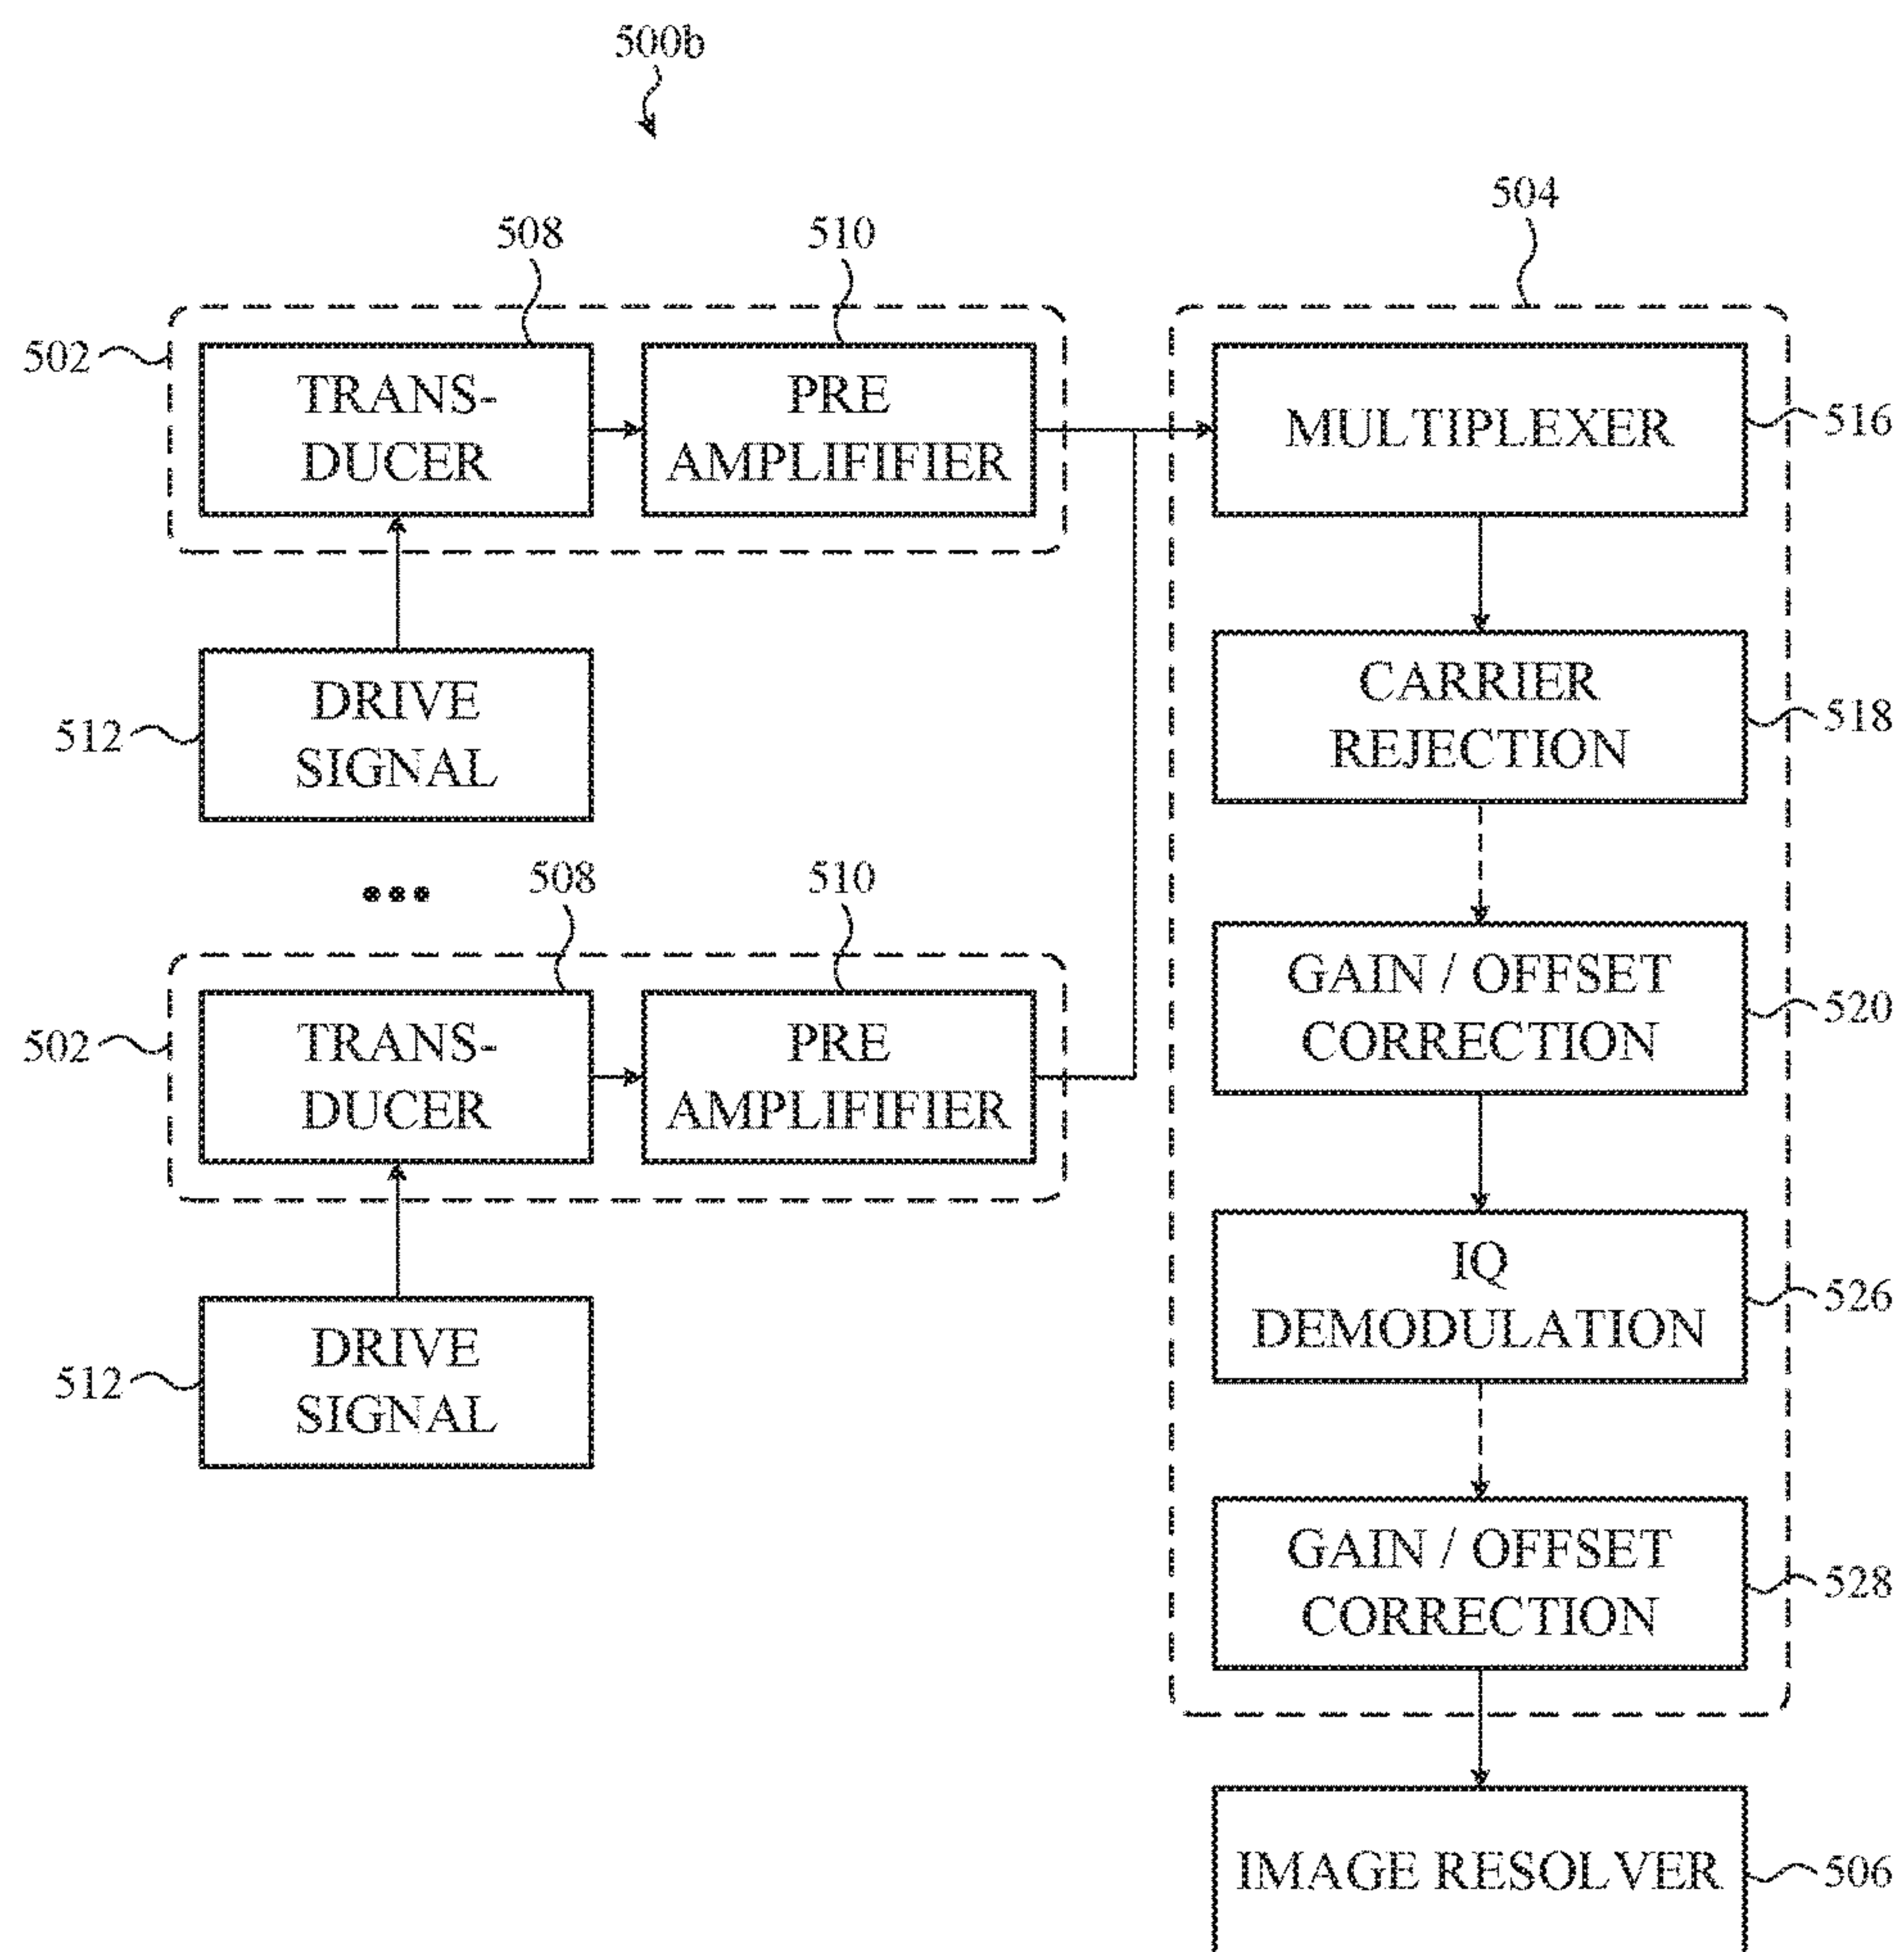 500b
504
508
510
502
TRANS-
DUCER
PRE
AMPLIFIFIER
MULTIPLEXER
516
512
DRIVE
SIGNAL
CARRIER
REJECTION
518
508
510
502
TRANS-
DUCER
PRE
AMPLIFIFIER
GAIN / OFFSET
CORRECTION
520
512
DRIVE
SIGNAL
IQ
DEMODULATION
526
GAIN / OFFSET
CORRECTION
528
IMAGE RESOLVER
506